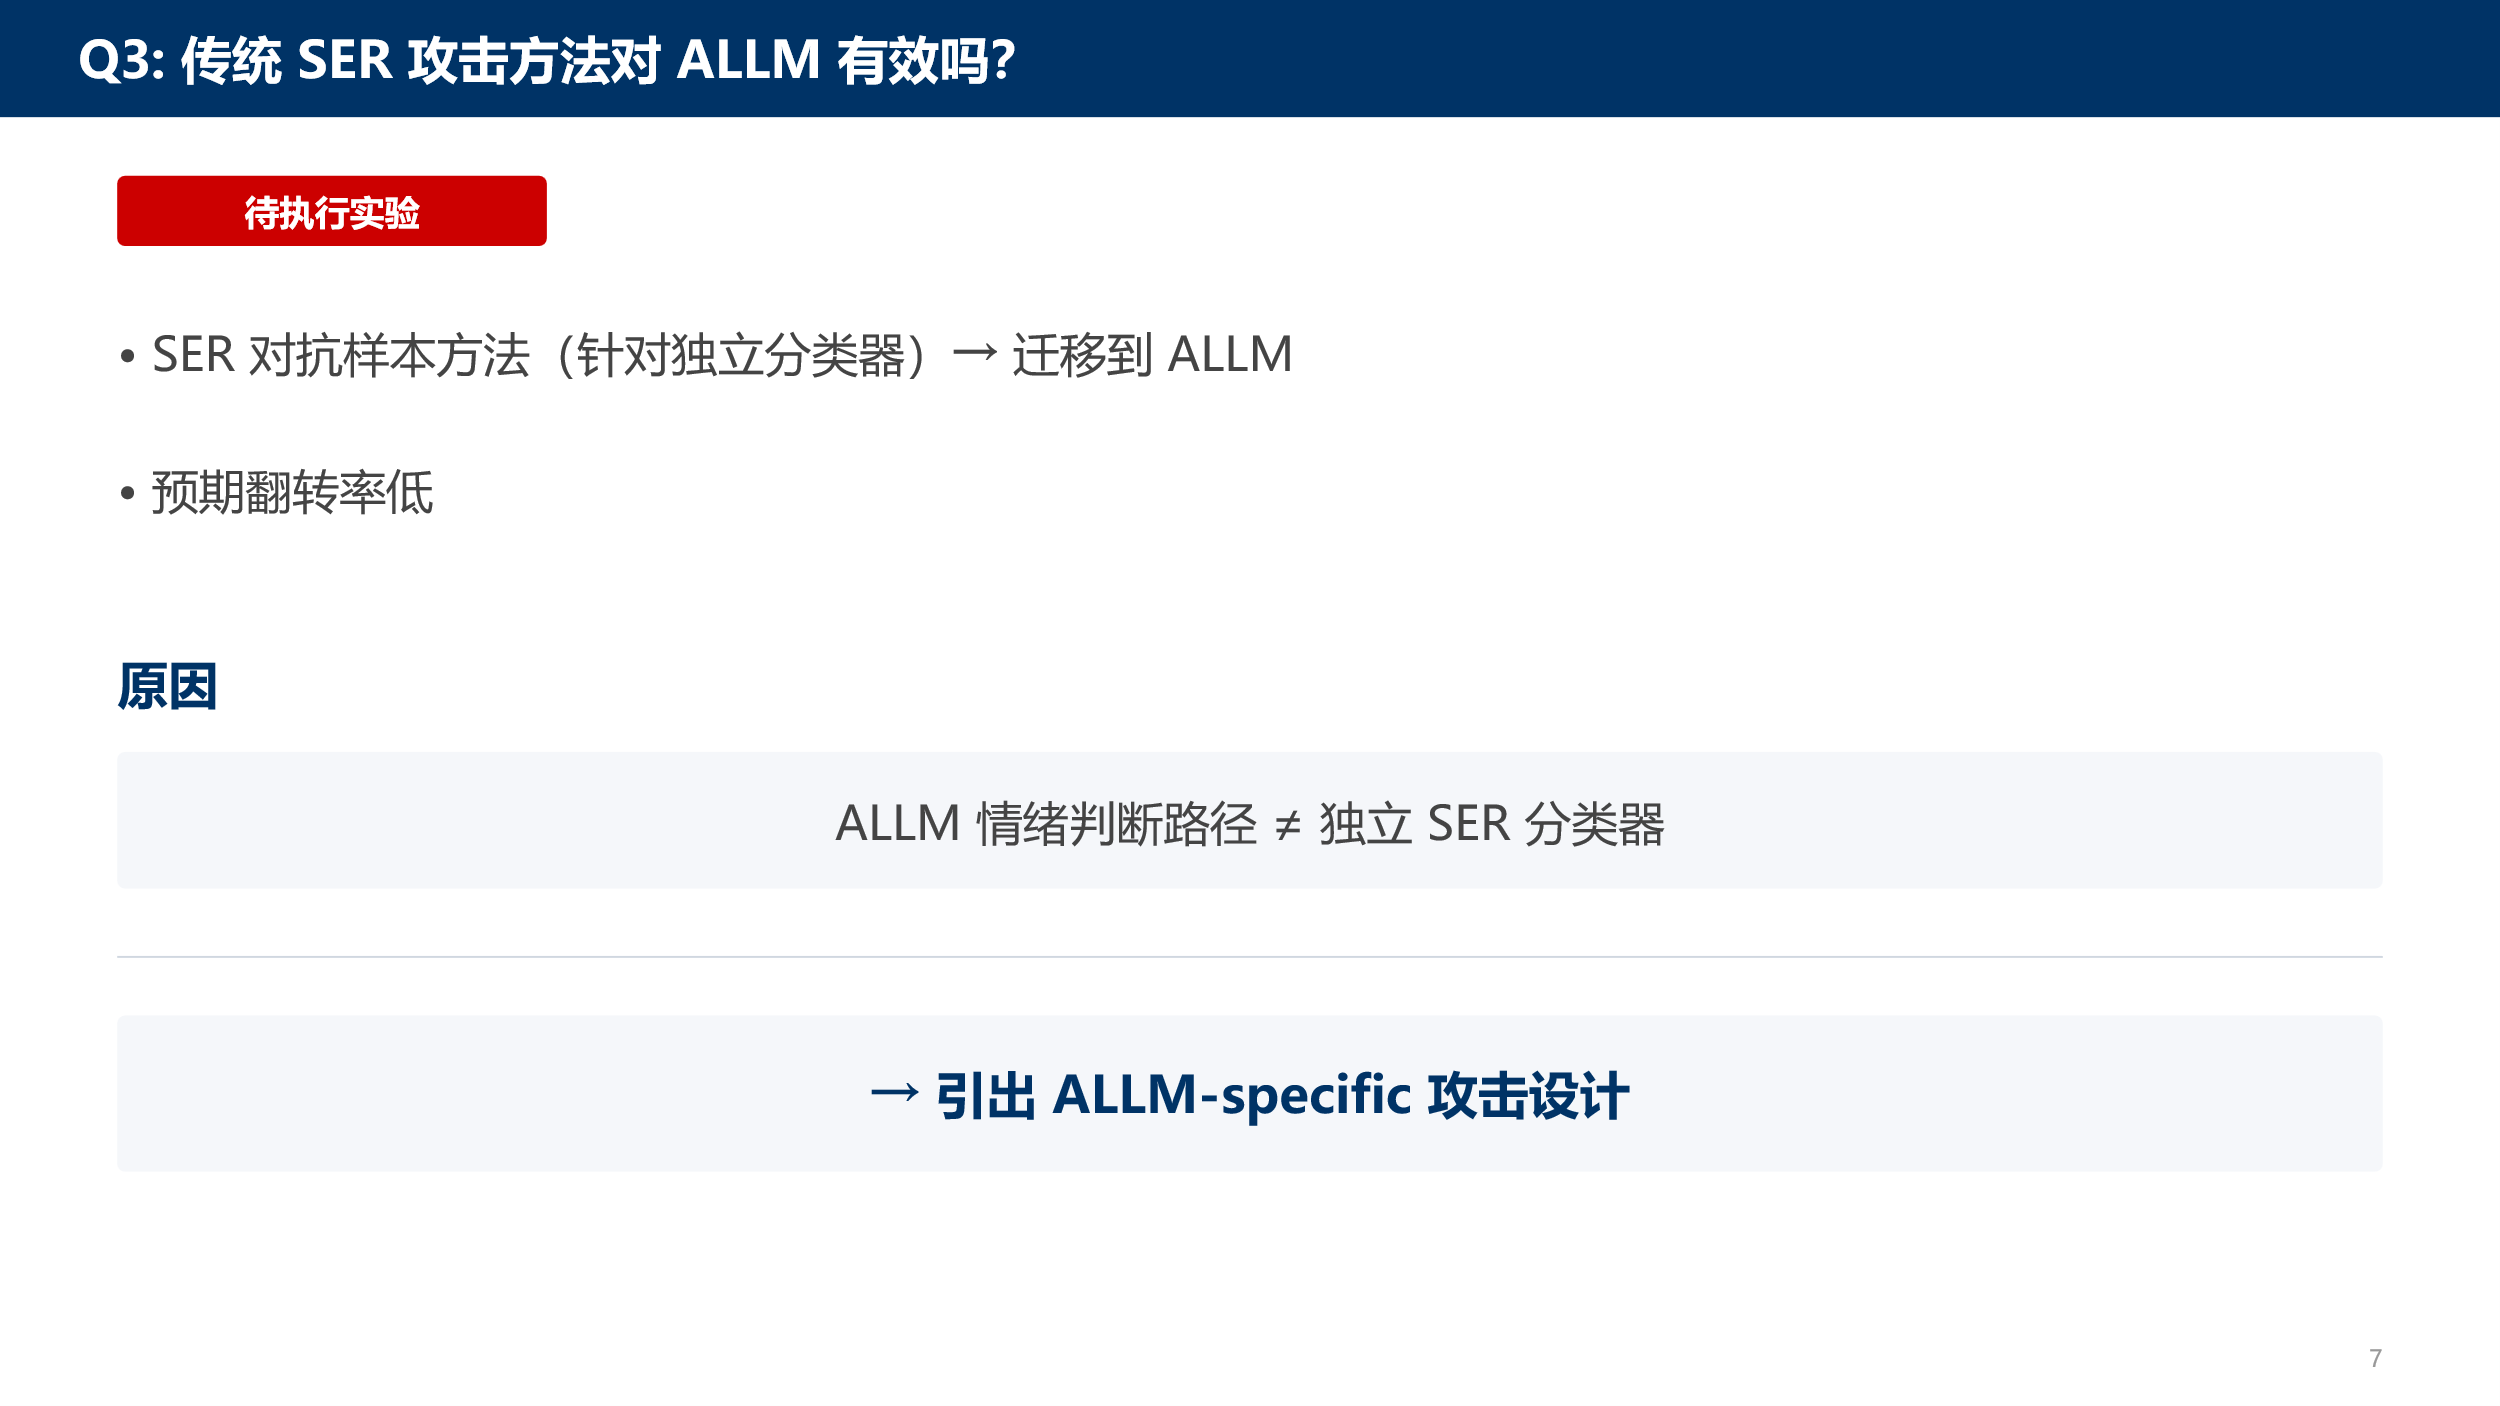 Q3: 传统 SER 攻击方法对 ALLM 有效吗?
待执行实验
• SER 对抗样本方法（针对独立分类器）→ 迁移到 ALLM
• 预期翻转率低
原因
ALLM 情绪判断路径 ≠ 独立 SER 分类器
→ 引出 ALLM-specific 攻击设计
7